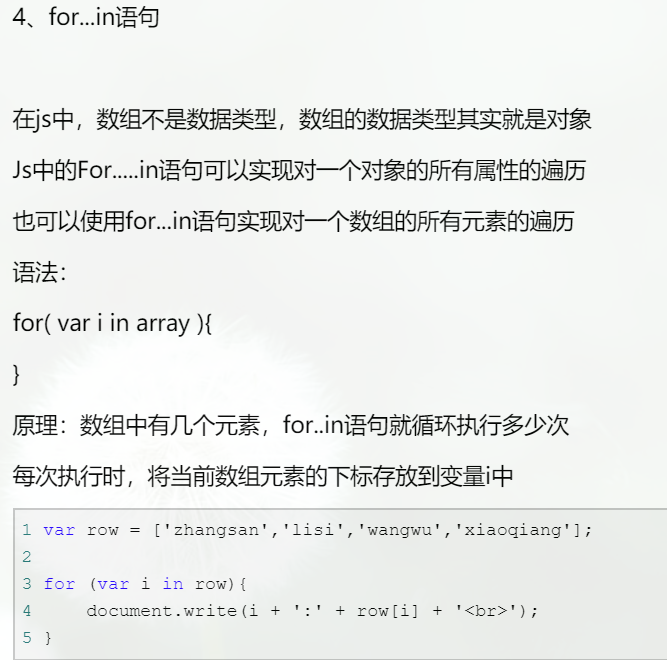 4、for...in语句
在js中，数组不是数据类型，数组的数据类型其实就是对象
Js中的For.....in语句可以实现对一个对象的所有属性的遍历
也可以使用for...in语句实现对一个数组的所有元素的遍历
语法：
for( var i in array ){
}
原理：数组中有几个元素，for..in语句就循环执行多少次
每次执行时，将当前数组元素的下标存放到变量i中
1 var row = ['zhangsan','lisi','wangwu','xiaoqiang'];
2
3 for (var i in row){
4     document.write(i + ':' + row[i] + '<br>');
5 }